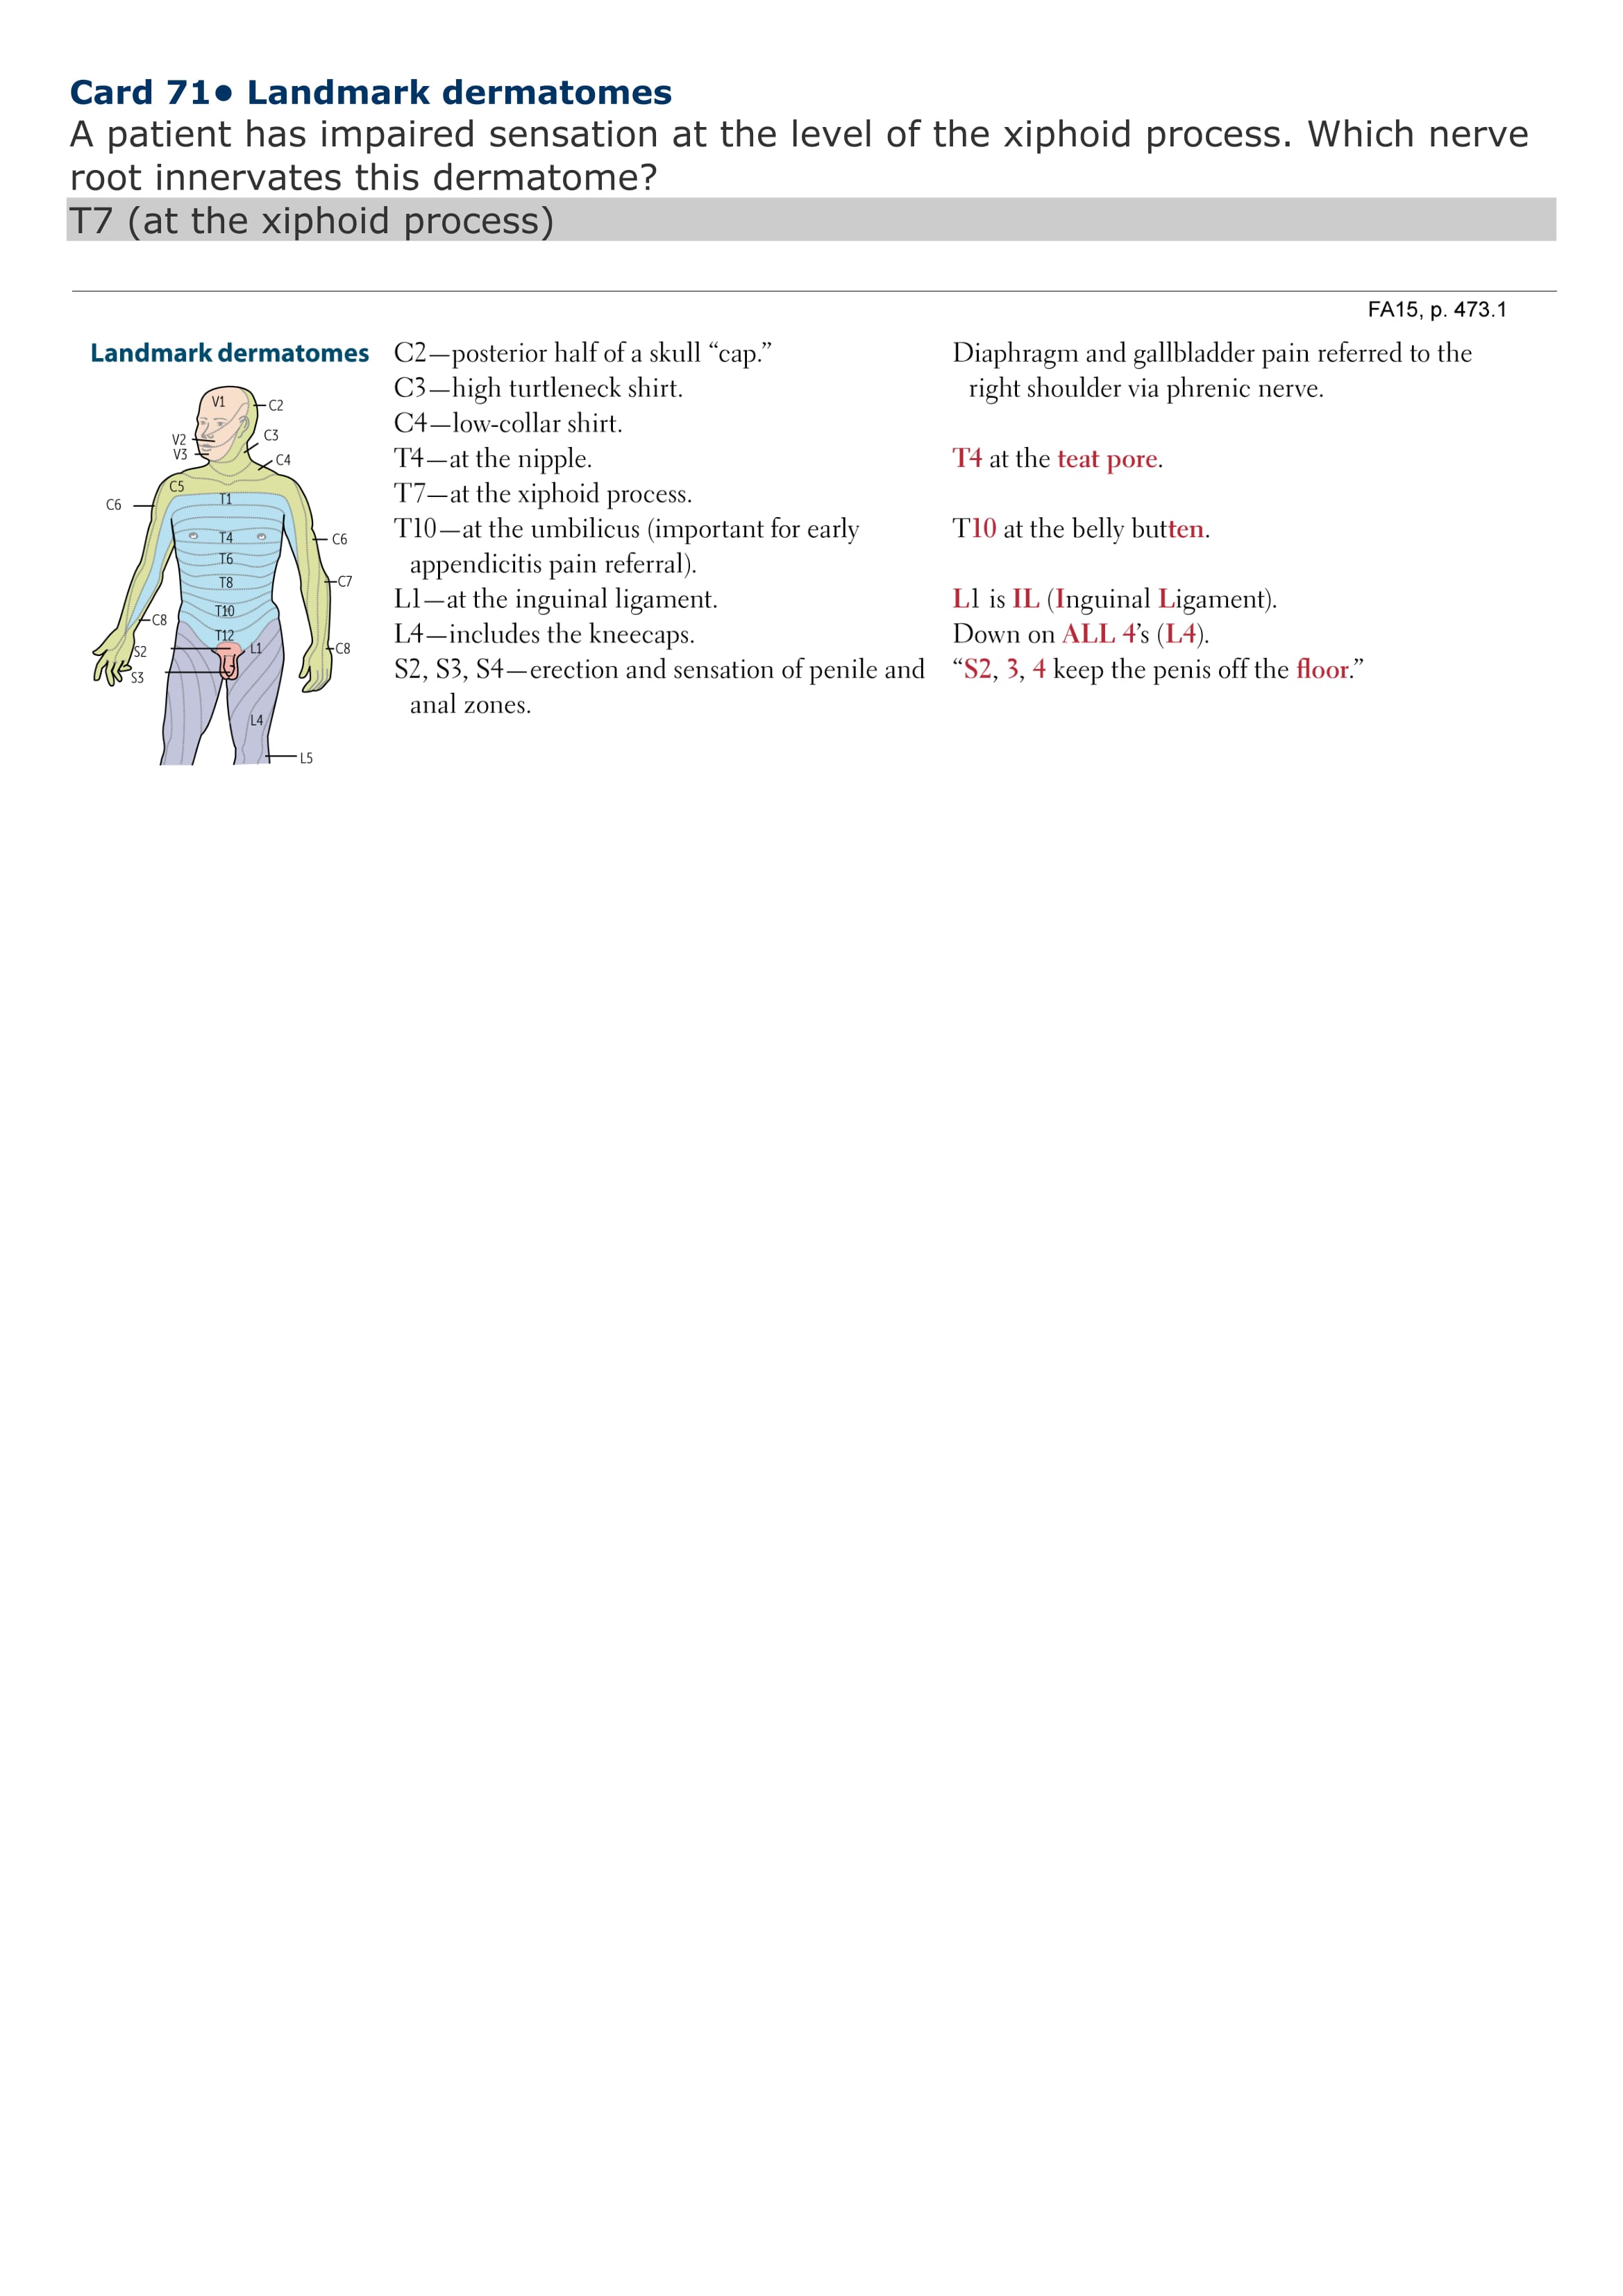 Card 71• Landmark dermatomes
A patient has impaired sensation at the level of the xiphoid process. Which nerve
root innervates this dermatome?
T7 (at the xiphoid process)
FA15, p. 473.1
Landmark dermatomes
V1
C2
V2
C3
V3
C4
C5
C6
T1
T4
C6
T6
T8
C7
T10
C8
T12
S2
L1
C8
S3
L4
L5
C2—posterior half of a skull “cap.”
C3—high turtleneck shirt.
C4—low-collar shirt.
T4—at the nipple.
T7—at the xiphoid process.
T10—at the umbilicus (important for early
appendicitis pain referral).
L1—at the inguinal ligament.
L4—includes the kneecaps.
S2, S3, S4—erection and sensation of penile and
anal zones.
Diaphragm and gallbladder pain referred to the
right shoulder via phrenic nerve.
T4 at the teat pore.
T10 at the belly butten.
L1 is IL (Inguinal Ligament).
Down on ALL 4’s (L4).
“S2, 3, 4 keep the penis off the floor.”